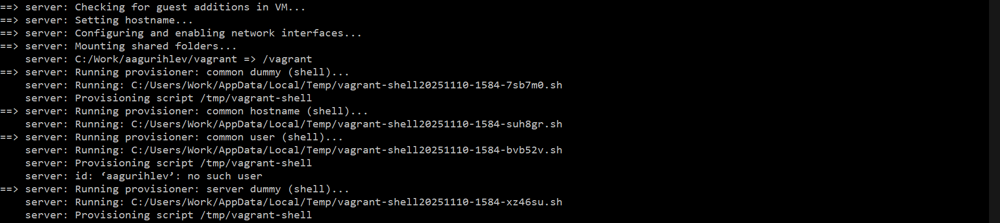 ==> server: Checking for guest additions in VM...
==> server: Setting hostname...
==> server: Configuring and enabling network interfaces...
==> server: Mounting shared folders...
    server: C:/Work/aagurihlev/vagrant => /vagrant
==> server: Running provisioner: common dummy (shell)...
    server: Running: C:/Users/Work/AppData/Local/Temp/vagrant-shell20251110-1584-7sb7m0.sh
    server: Provisioning script /tmp/vagrant-shell
==> server: Running provisioner: common hostname (shell)...
    server: Running: C:/Users/Work/AppData/Local/Temp/vagrant-shell20251110-1584-suh8gr.sh
==> server: Running provisioner: common user (shell)...
    server: Running: C:/Users/Work/AppData/Local/Temp/vagrant-shell20251110-1584-bvb52v.sh
    server: Provisioning script /tmp/vagrant-shell
    server: id: ‘aagurihlev’: no such user
==> server: Running provisioner: server dummy (shell)...
    server: Running: C:/Users/Work/AppData/Local/Temp/vagrant-shell20251110-1584-xz46su.sh
    server: Provisioning script /tmp/vagrant-shell